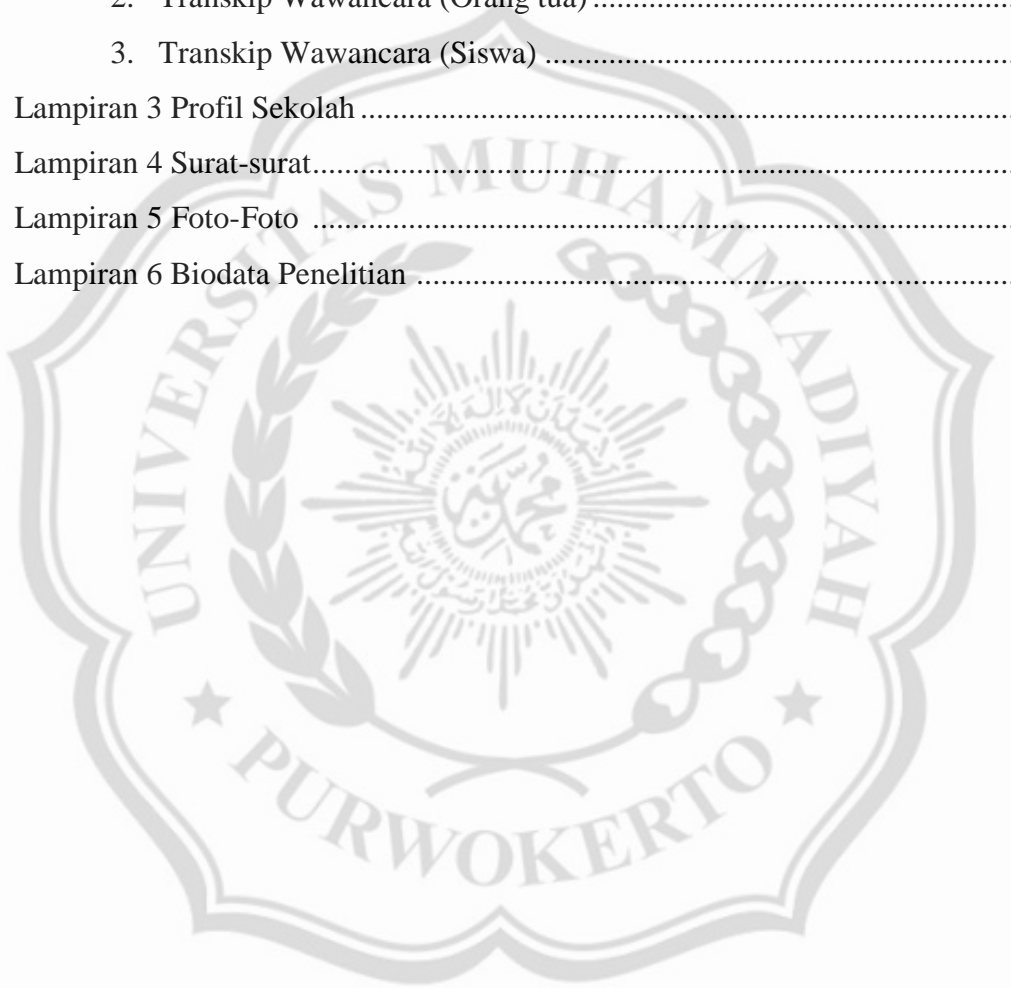 2. Transkip Wawancara (Orang tua) ........................................................
3. Transkip Wawancara (Siswa) ..............................................................
Lampiran 3 Profil Sekolah ......................................................................................
Lampiran 4 Surat-surat............................................................................................
Lampiran 5 Foto-Foto ............................................................................................
Lampiran 6 Biodata Penelitian ...............................................................................
UNIVERSITAS MUHAMMADIYAH
PURWOKERTO